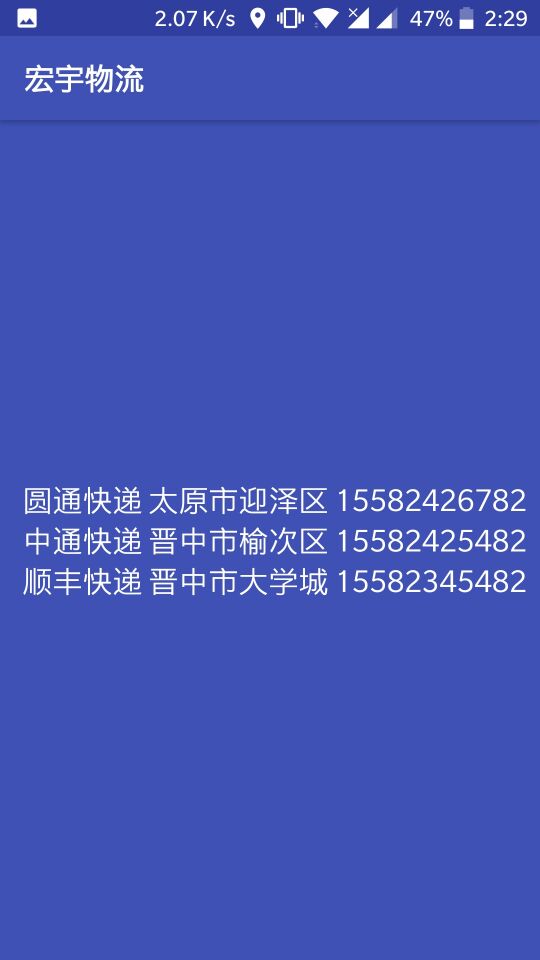 2.07 K/s 47% 2:29
宏宇物流
圆通快递 太原市迎泽区 15582426782
中通快递 晋中市榆次区 15582425482
顺丰快递 晋中市大学城 15582345482